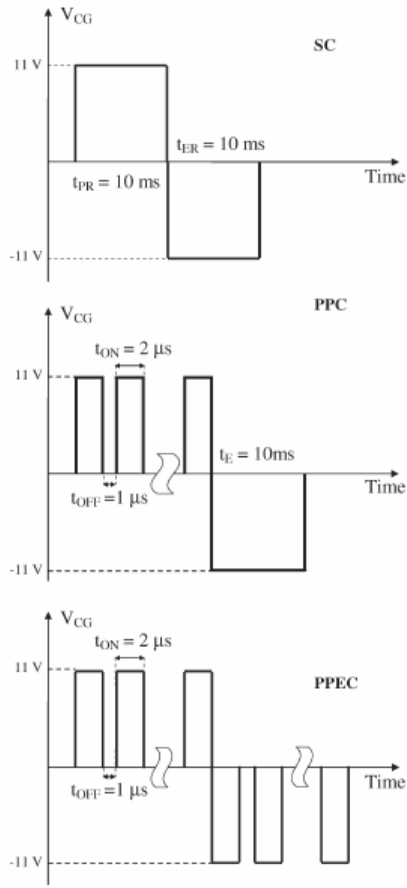 V_CG
SC
11 V
t_ER = 10 ms
Time
t_PR = 10 ms
-11 V
V_CG
PPC
t_ON = 2 μs
11 V
t_E = 10ms
Time
t_OFF =1 μs
-11 V
V_CG
t_ON = 2 μs
11 V
PPEC
Time
t_OFF =1 μs
-11 V